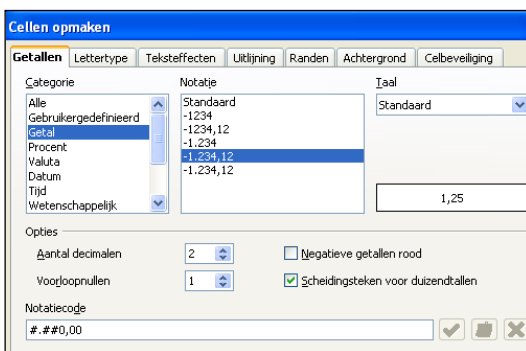 Cellen opmaken
Getallen Lettertype Teksteffecten Uitlijning Randen Achtergrond Celbeveiliging
Categorie Notatie Taal
Alle
Gebruikergedefinieerd
Getal
Procent
Valuta
Datum
Tijd
Wetenschappelijk
Standaard
-1234
-1234,12
-1.234
-1.234,12
-1.234,12
Standaard
1,25
Opties
Aantal decimalen 2 Negatieve getallen rood
Voorloopnullen 1 Scheidingsteken voor duizendtallen
Notatiecode
#.##0,00